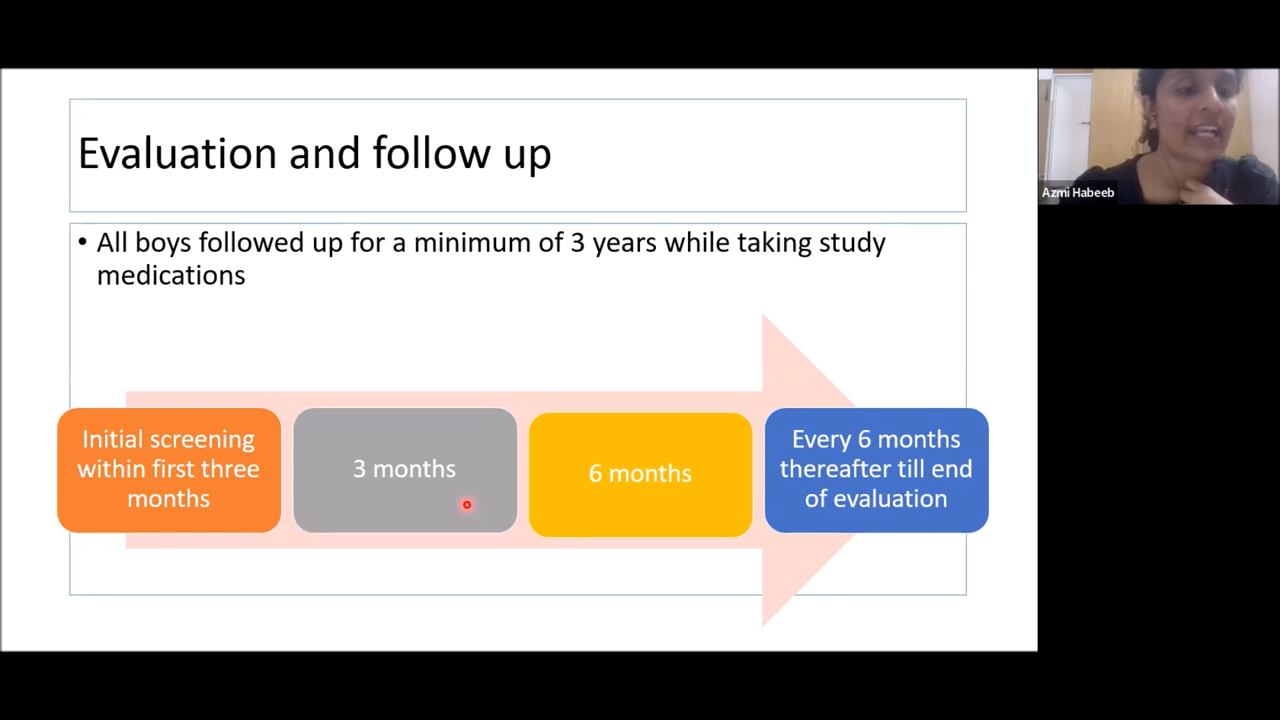 Evaluation and follow up
• All boys followed up for a minimum of 3 years while taking study
medications
Initial screening
within first three
months
3 months
6 months
Every 6 months
thereafter till end
of evaluation
Azmi Habeeb